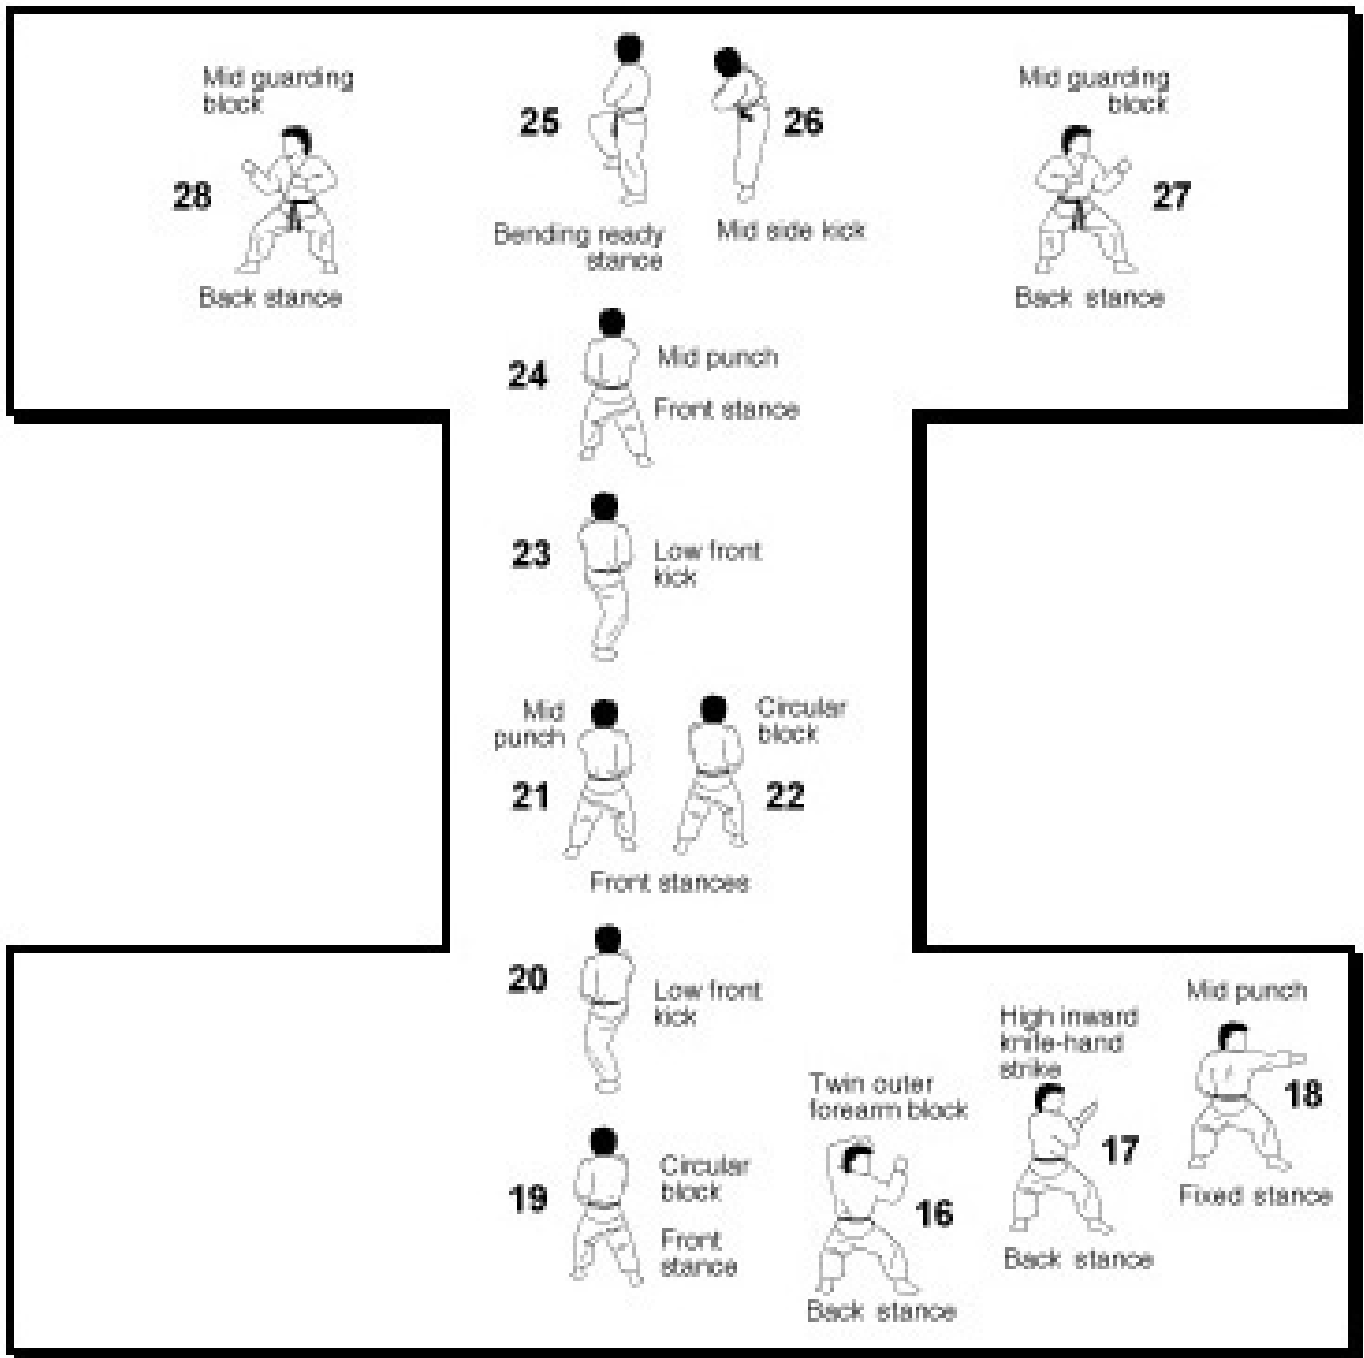 Mid guarding
block
28
Back stance
25
Bending ready
stance
26
Mid side kick
Mid guarding
block
27
Back stance
24
Mid punch
Front stance
23
Low front
kick
Mid
punch
21
Circular
block
22
Front stances
20
Low front
kick
19
Circular
block
Front
stance
Twin outer
forearm block
16
Back stance
High inward
knife-hand
strike
17
Back stance
Mid punch
18
Fixed stance